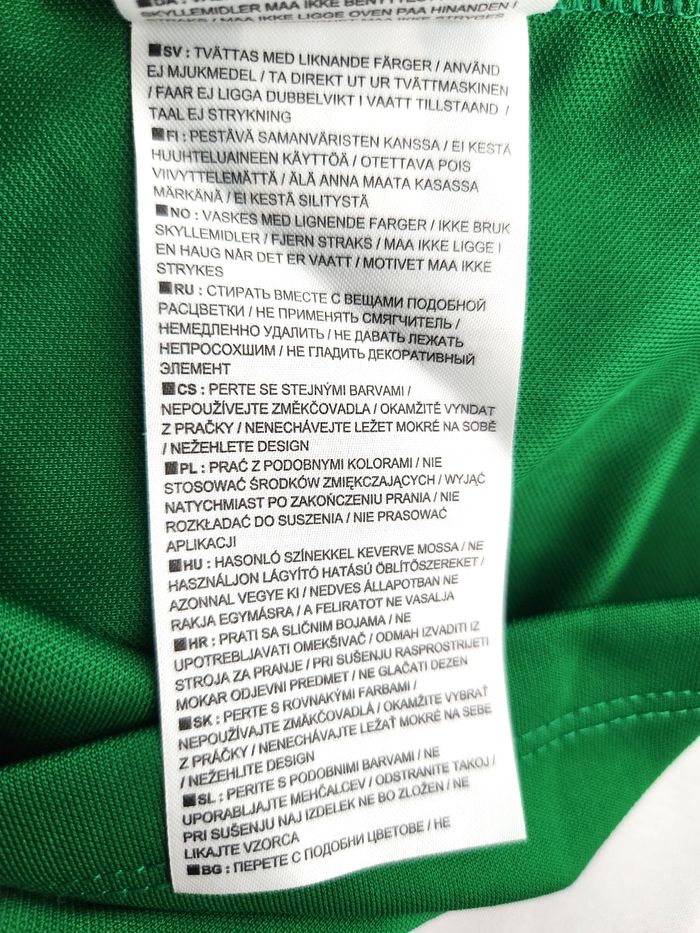 SKYLLEMIDLER MAA IKKE LIGGE OVEN PAA HINANDEN /
SV : TVÄTTAS MED LIKNANDE FÄRGER / ANVÄND
EJ MJUKMEDEL / TA DIREKT UT UR TVÄTTMASKINEN
/ FAAR EJ LIGGA DUBBELVIKT I VAATT TILLSTAAND /
TAAL EJ STRYKNING
FI : PESTÄVÄ SAMANVÄRISTEN KANSSA / EI KESTÄ
HUUHTELUAINEEN KÄYTTÖÄ / OTETTAVA POIS
VIIVYTTELEMÄTTÄ / ÄLÄ ANNA MAATA KASASSA
MÄRKÄNÄ / EI KESTÄ SILITYSTÄ
NO : VASKES MED LIGNENDE FARGER / IKKE BRUK
SKYLLEMIDLER / FJERN STRAKS / MAA IKKE LIGGE I
EN HAUG NÅR DET ER VAATT / MOTIVET MAA IKKE
STRYKES
RU : СТИРАТЬ ВМЕСТЕ С ВЕЩАМИ ПОДОБНОЙ
РАСЦВЕТКИ / НЕ ПРИМЕНЯТЬ СМЯГЧИТЕЛЬ /
НЕМЕДЛЕННО УДАЛИТЬ / НЕ ДАВАТЬ ЛЕЖАТЬ
НЕПРОСОХШИМ / НЕ ГЛАДИТЬ ДЕКОРАТИВНЫЙ
ЭЛЕМЕНТ
CS : PERTE SE STEJNÝMI BARVAMI /
NEPOUŽÍVEJTE ZMĚKČOVADLA / OKAMŽITĚ VYNDAT
Z PRAČKY / NENECHÁVEJTE LEŽET MOKRÉ NA SOBĚ
/ NEŽEHLETE DESIGN
PL : PRAĆ Z PODOBNYMI KOLORAMI / NIE
STOSOWAĆ ŚRODKÓW ZMIĘKCZAJĄCYCH / WYJĄĆ
NATYCHMIAST PO ZAKOŃCZENIU PRANIA / NIE
ROZKŁADAĆ DO SUSZENIA / NIE PRASOWAĆ
APLIKACJI
HU : HASONLÓ SZÍNEKKEL KEVERVE MOSSA / NE
HASZNÁLJON LÁGYÍTÓ HATÁSÚ ÖBLÍTŐSZEREKET /
AZONNAL VEGYE KI / NEDVES ÁLLAPOTBAN NE
RAKJA EGYMÁSRA / A FELIRATOT NE VASALJA
HR : PRATI SA SLIČNIM BOJAMA / NE
UPOTREBLJAVATI OMEKŠIVAČ / ODMAH IZVADITI IZ
STROJA ZA PRANJE / PRI SUŠENJU RASPROSTRIJETI
MOKAR ODJEVNI PREDMET / NE GLAČATI DEZEN
SK : PERTE S ROVNAKÝMI FARBAMI /
NEPOUŽÍVAJTE ZMÄKČOVADLÁ / OKAMŽITE VYBRAŤ
Z PRÁČKY / NENECHÁVAJTE LEŽAŤ MOKRÉ NA SEBE
/ NEŽEHLITE DESIGN
SL : PERITE S PODOBNIMI BARVAMI / NE
UPORABLJAJTE MEHČALCEV / ODSTRANITE TAKOJ /
PRI SUŠENJU NAJ IZDELEK NE BO ZLOŽEN / NE
LIKAJTE VZORCA
BG : ПЕРЕТЕ С ПОДОБНИ ЦВЕТОВЕ / НЕ